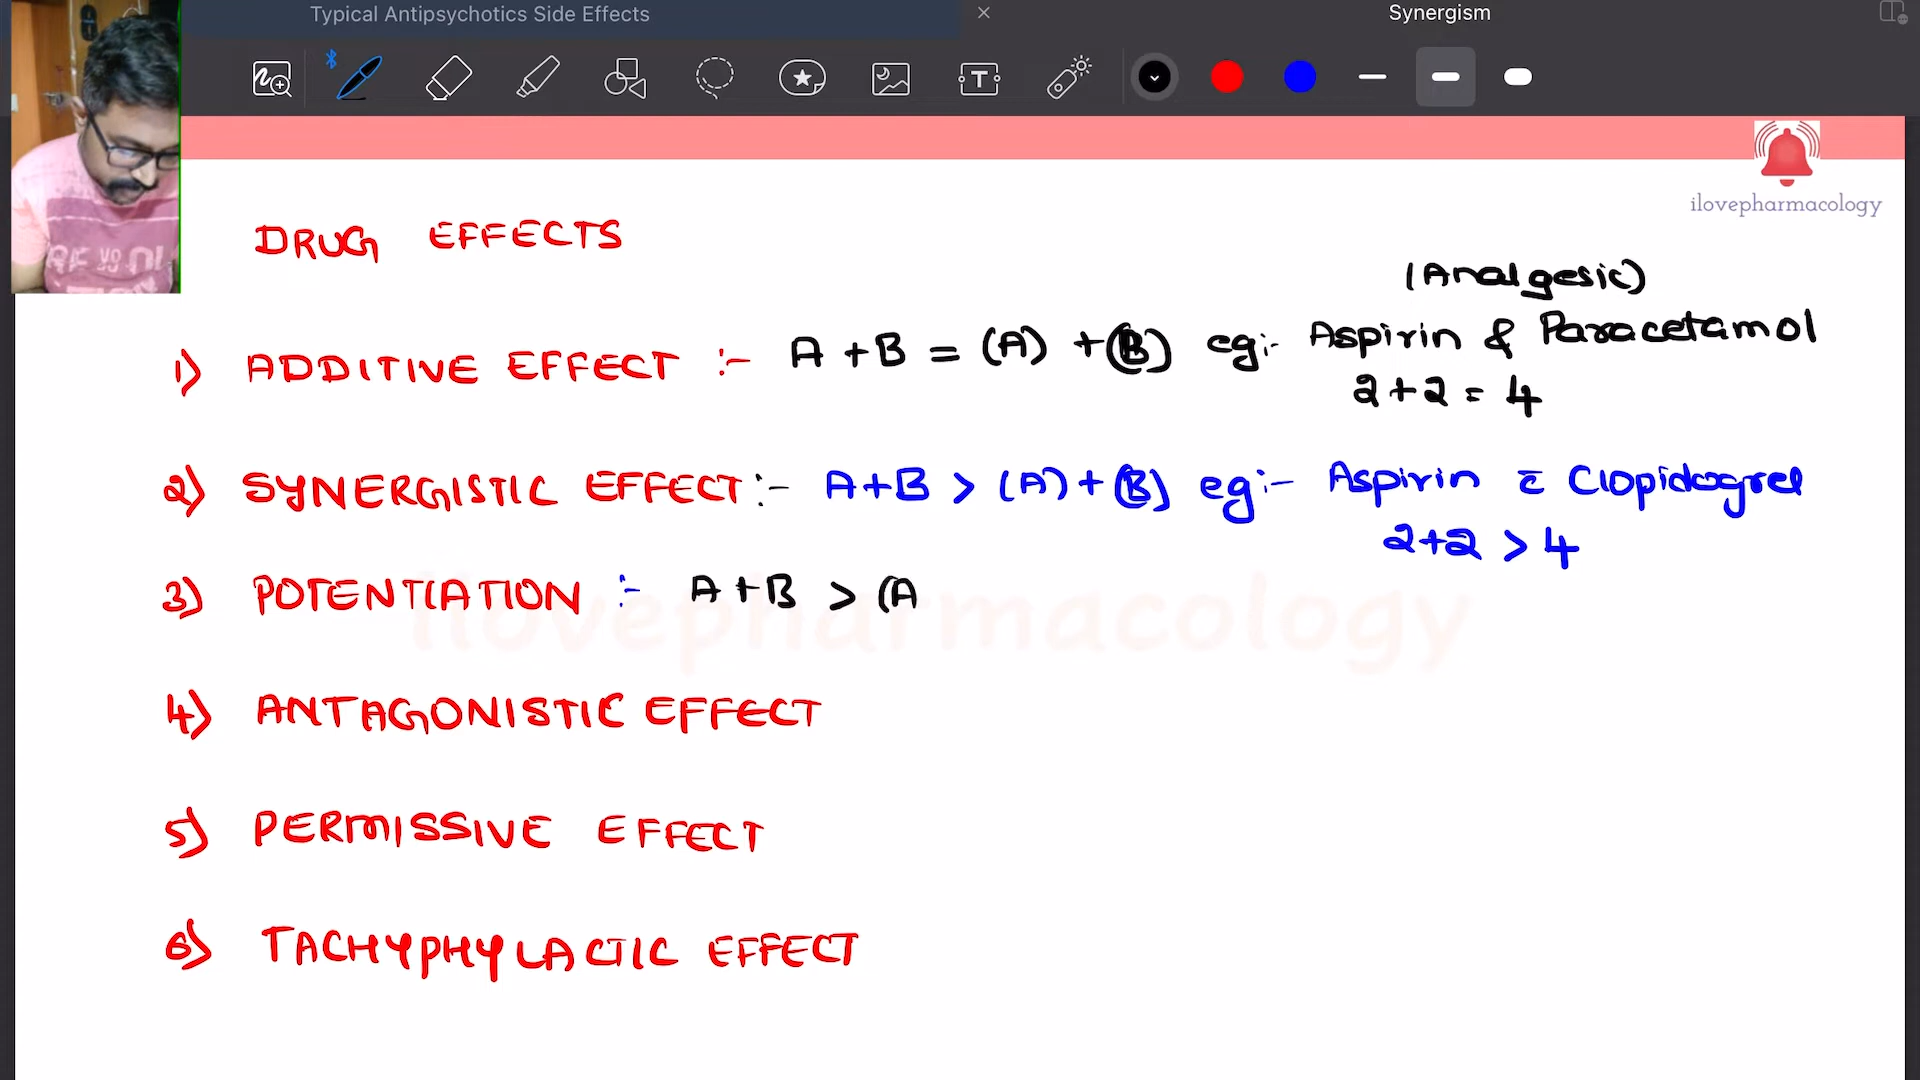 Typical Antipsychotics Side Effects
Synergism
ilovepharmacology
DRUG EFFECTS
(Analgesic)
1) ADDITIVE EFFECT :- A + B = (A) + (B) eg:- Aspirin & Paracetamol
2+2 = 4
2) SYNERGISTIC EFFECT :- A+B > (A)+(B) eg:- Aspirin c̄ Clopidogrel
2+2 > 4
3) POTENTIATION :- A+B > (A
ilovepharmacology
4) ANTAGONISTIC EFFECT
5) PERMISSIVE EFFECT
6) TACHYPHYLACTIC EFFECT